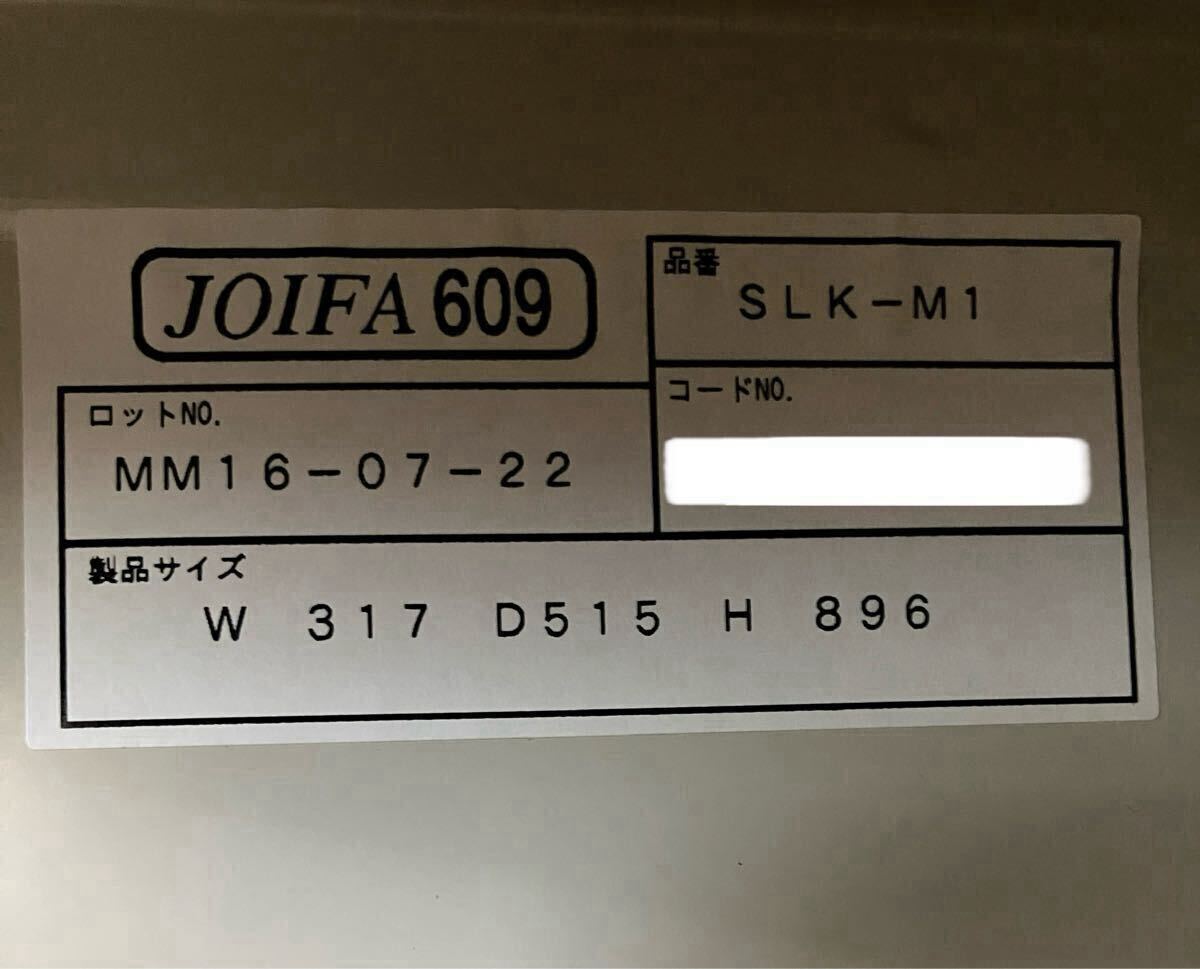 JOIFA 609
品番
SLK-M1
ロットNO.
MM16-07-22
コードNO.
製品サイズ
W 317 D515 H 896